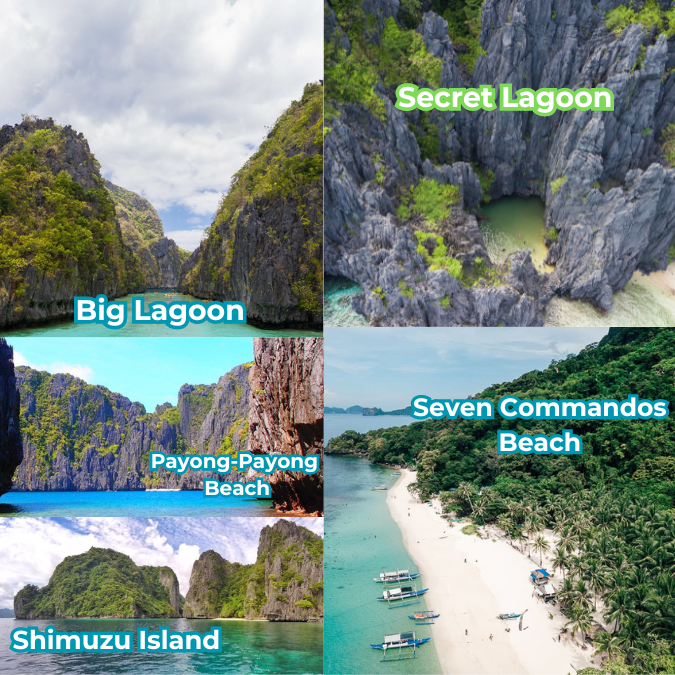 Big Lagoon
Secret Lagoon
Payong-Payong
Beach
Seven Commandos
Beach
Shimuzu Island